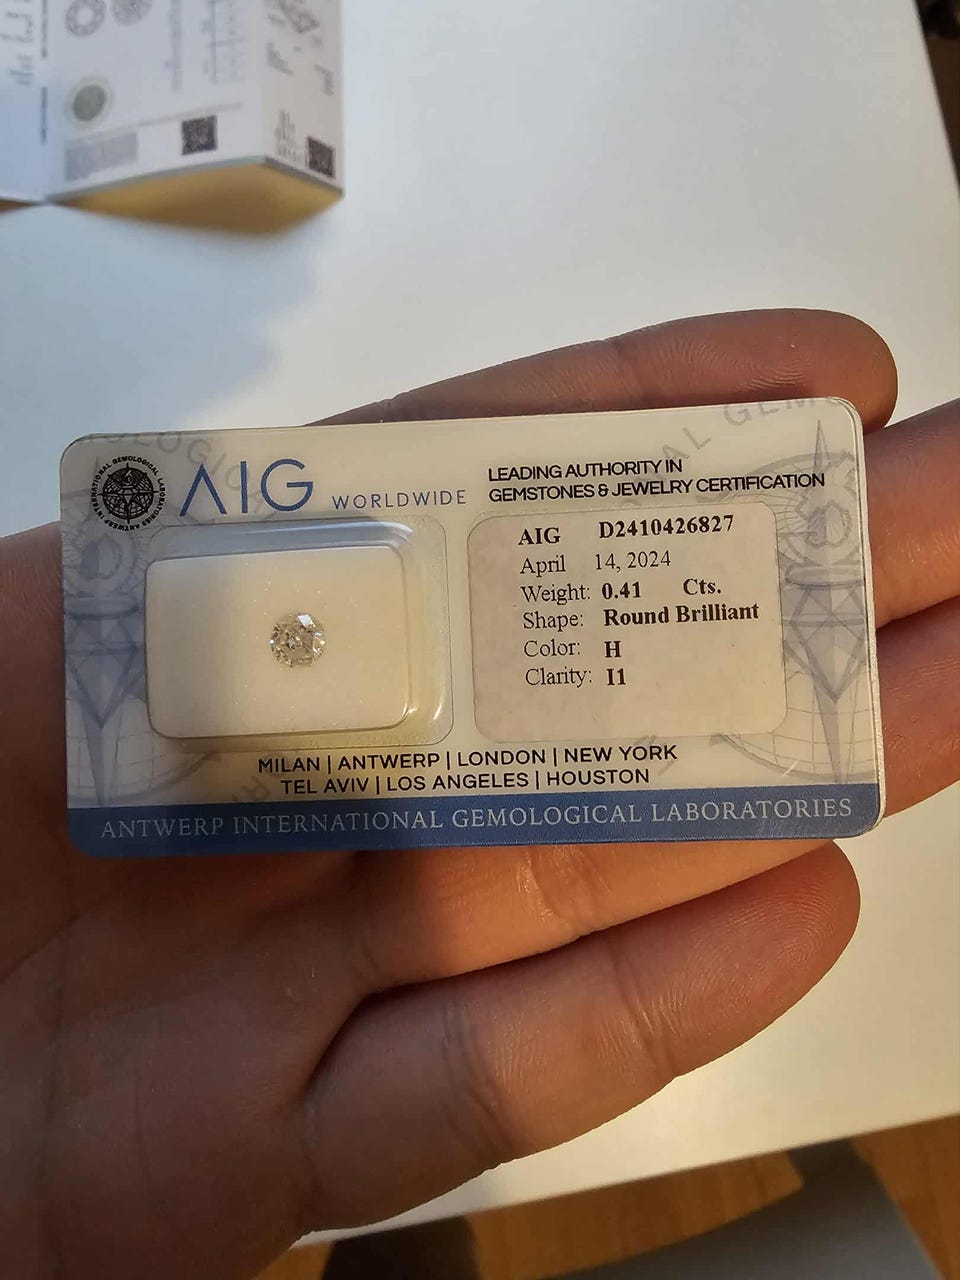 AIG WORLDWIDE
LEADING AUTHORITY IN
GEMSTONES & JEWELRY CERTIFICATION
AIG D2410426827
April 14, 2024
Weight: 0.41 Cts.
Shape: Round Brilliant
Color: H
Clarity: I1
MILAN | ANTWERP | LONDON | NEW YORK
TEL AVIV | LOS ANGELES | HOUSTON
ANTWERP INTERNATIONAL GEMOLOGICAL LABORATORIES